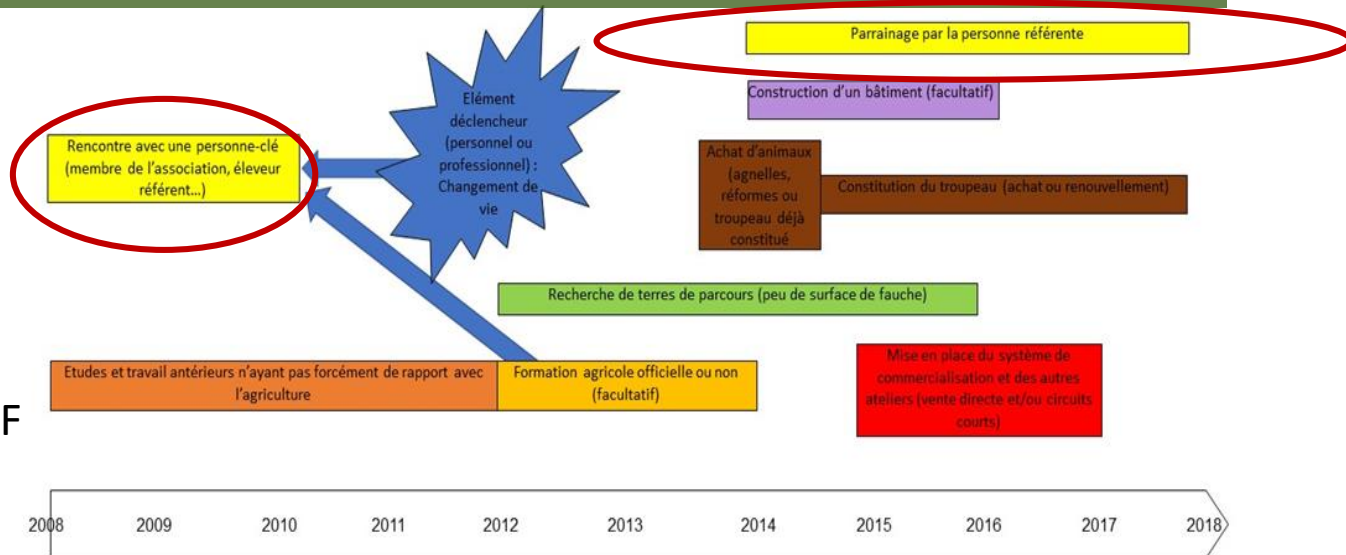 Parrainage par la personne référente
Construction d'un bâtiment (facultatif)
Elément
déclencheur
(personnel ou
professionnel) :
Changement de
vie
Rencontre avec une personne-clé
(membre de l'association, éleveur
référent...)
Achat d'animaux
(agnelles,
réformes ou
troupeau déjà
constitué
Constitution du troupeau (achat ou renouvellement)
Recherche de terres de parcours (peu de surface de fauche)
Etudes et travail antérieurs n'ayant pas forcément de rapport avec
l'agriculture
Formation agricole officielle ou non
(facultatif)
Mise en place du système de
commercialisation et des autres
ateliers (vente directe et/ou circuits
courts)
F
2008 2009 2010 2011 2012 2013 2014 2015 2016 2017 2018